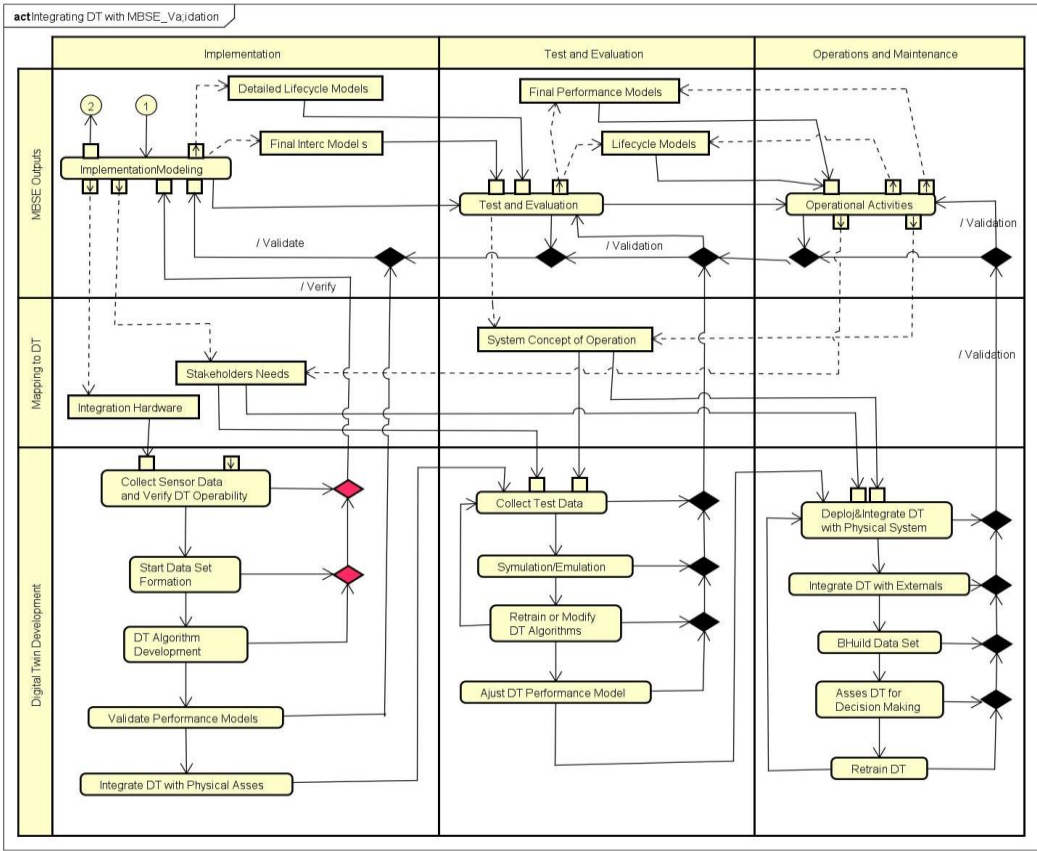 act Integrating DT with MBSE_Va;idation
Implementation
Test and Evaluation
Operations and Maintenance
MBSE Outputs
2
1
Detailed Lifecycle Models
Final Interc Model s
ImplementationModeling
Final Performance Models
Lifecycle Models
Test and Evaluation
Operational Activities
/ Validate
/ Validation
/ Validation
/ Verify
Mapping to DT
System Concept of Operation
/ Validation
Stakeholders Needs
Integration Hardware
Digital Twin Development
Collect Sensor Data
and Verify DT Operability
Start Data Set
Formation
DT Algorithm
Development
Validate Performance Models
Integrate DT with Physical Asses
Collect Test Data
Symulation/Emulation
Retrain or Modify
DT Algorithms
Ajust DT Performance Model
Deploj&Integrate DT
with Physical System
Integrate DT with Externals
BHuild Data Set
Asses DT for
Decision Making
Retrain DT